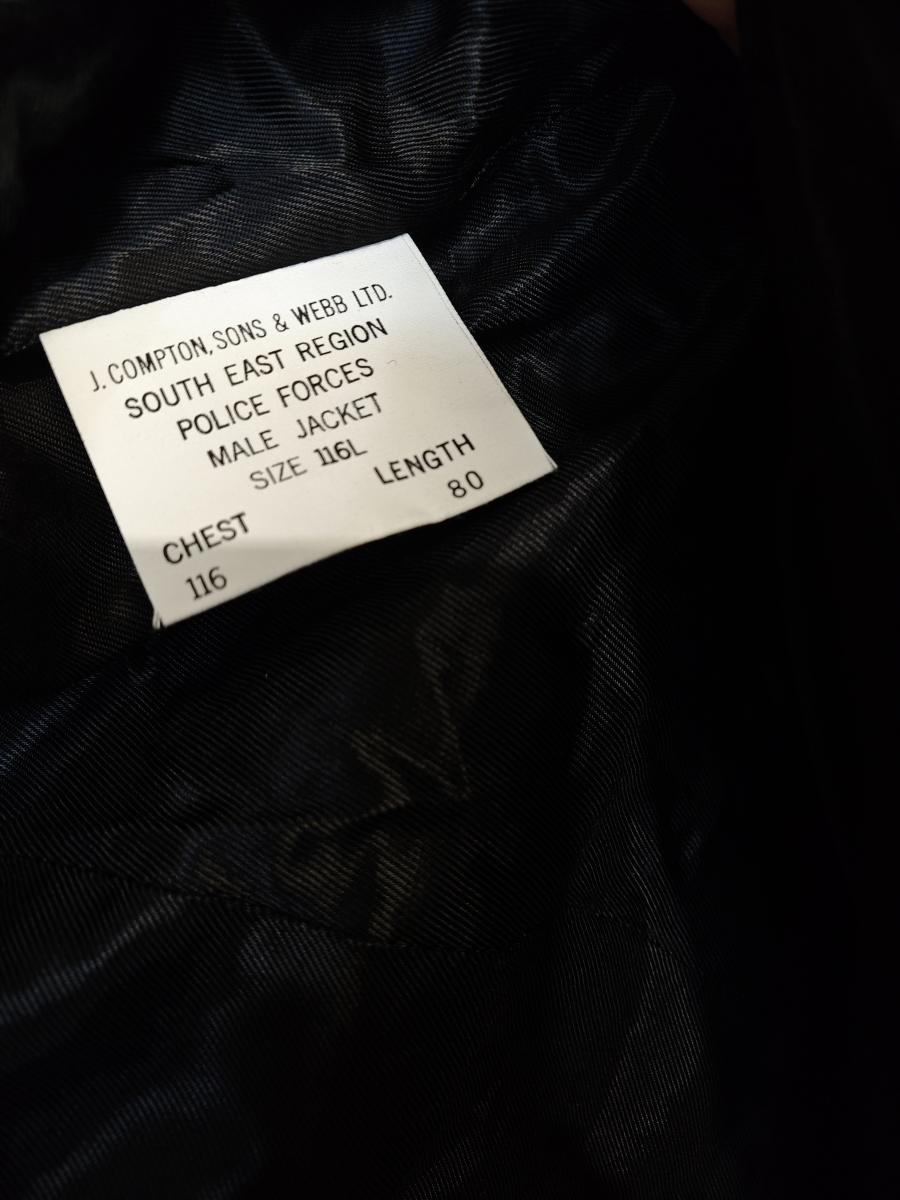 J. COMPTON, SONS & WEBB LTD.
SOUTH EAST REGION
POLICE FORCES
MALE JACKET
SIZE 116L
CHEST LENGTH
116 80